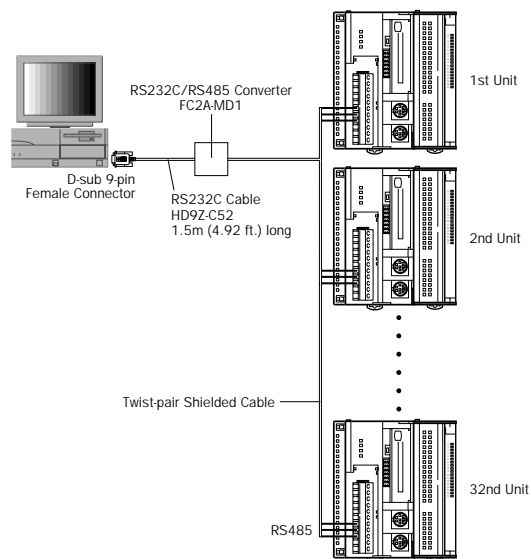 RS232C/RS485 Converter
FC2A-MD1
1st Unit
D-sub 9-pin
Female Connector
RS232C Cable
HD9Z-C52
1.5m (4.92 ft.) long
2nd Unit
Twist-pair Shielded Cable
32nd Unit
RS485